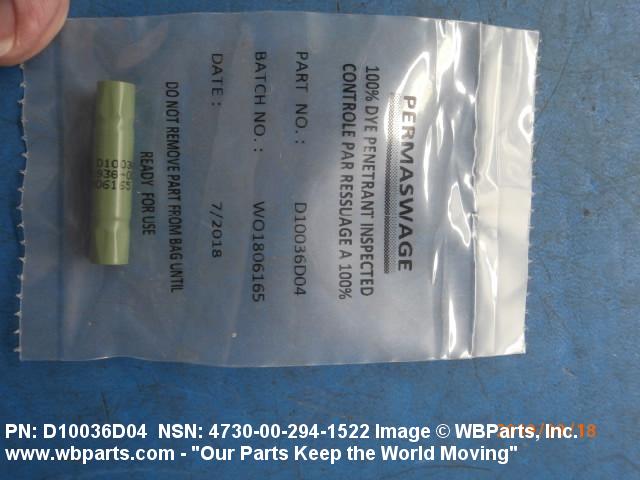 PERMASWAGE
100% DYE PENETRANT INSPECTED
CONTROLE PAR RESSUAGE A 100%
PART NO.: D10036D04
BATCH NO.: WO1806165
DATE: 7/2018
DO NOT REMOVE PART FROM BAG UNTIL
READY FOR USE
D1003
06165
PN: D10036D04 NSN: 4730-00-294-1522 Image © WBParts, Inc.
www.wbparts.com - "Our Parts Keep the World Moving"